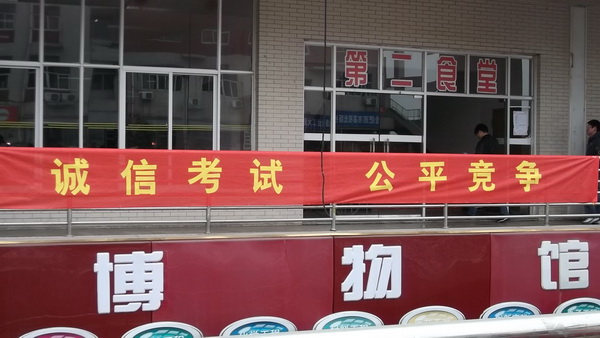 第二食堂
诚信考试 公平竞争
博物馆